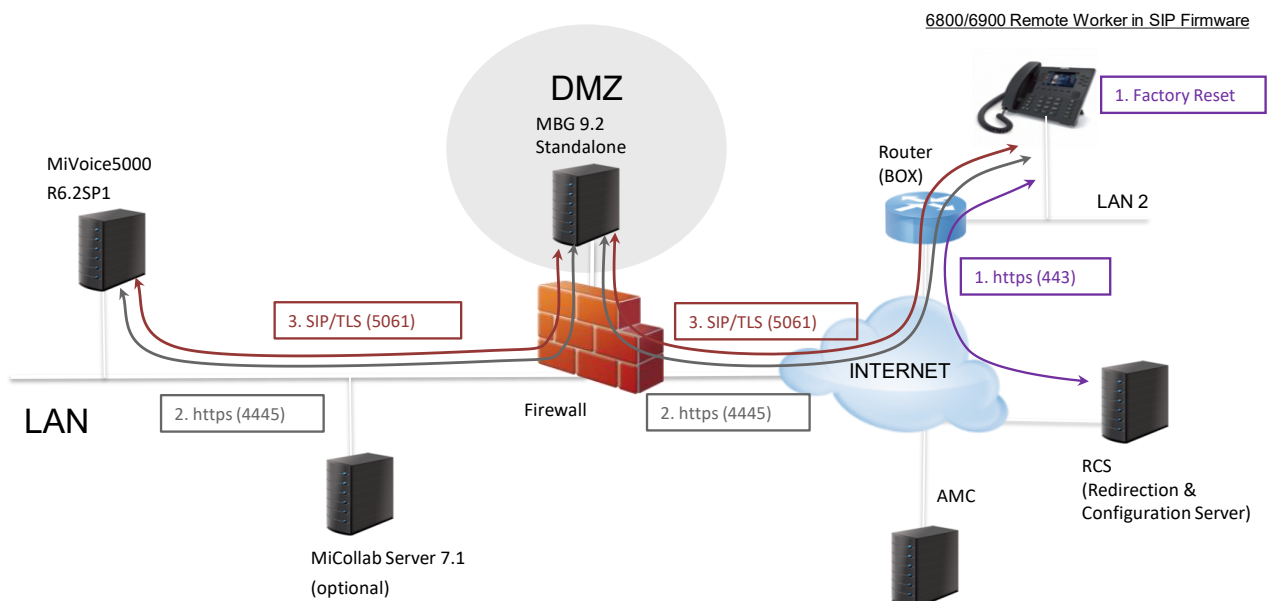 6800/6900 Remote Worker in SIP Firmware
1. Factory Reset
DMZ
MBG 9.2
Standalone
MiVoice5000
R6.2SP1
Router
(BOX)
LAN 2
1. https (443)
3. SIP/TLS (5061)
3. SIP/TLS (5061)
INTERNET
LAN
2. https (4445)
Firewall
2. https (4445)
RCS
(Redirection &
Configuration Server)
AMC
MiCollab Server 7.1
(optional)